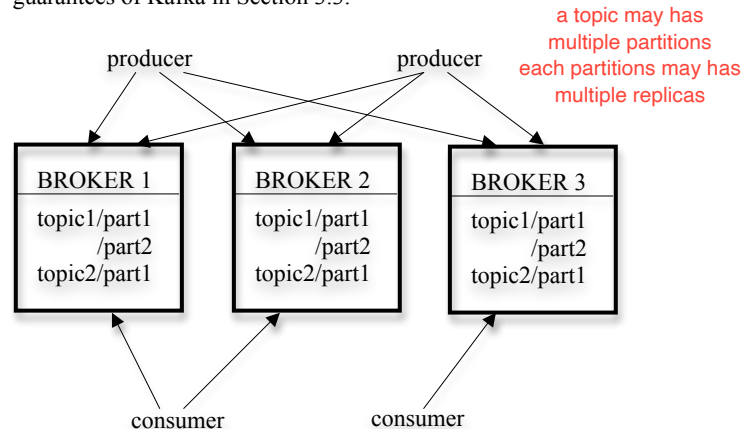 guarantees of Kafka in Section 3.3.
a topic may has
multiple partitions
each partitions may has
multiple replicas
producer
producer
BROKER 1
topic1/part1
/part2
topic2/part1
BROKER 2
topic1/part1
/part2
topic2/part1
BROKER 3
topic1/part1
/part2
topic2/part1
consumer
consumer